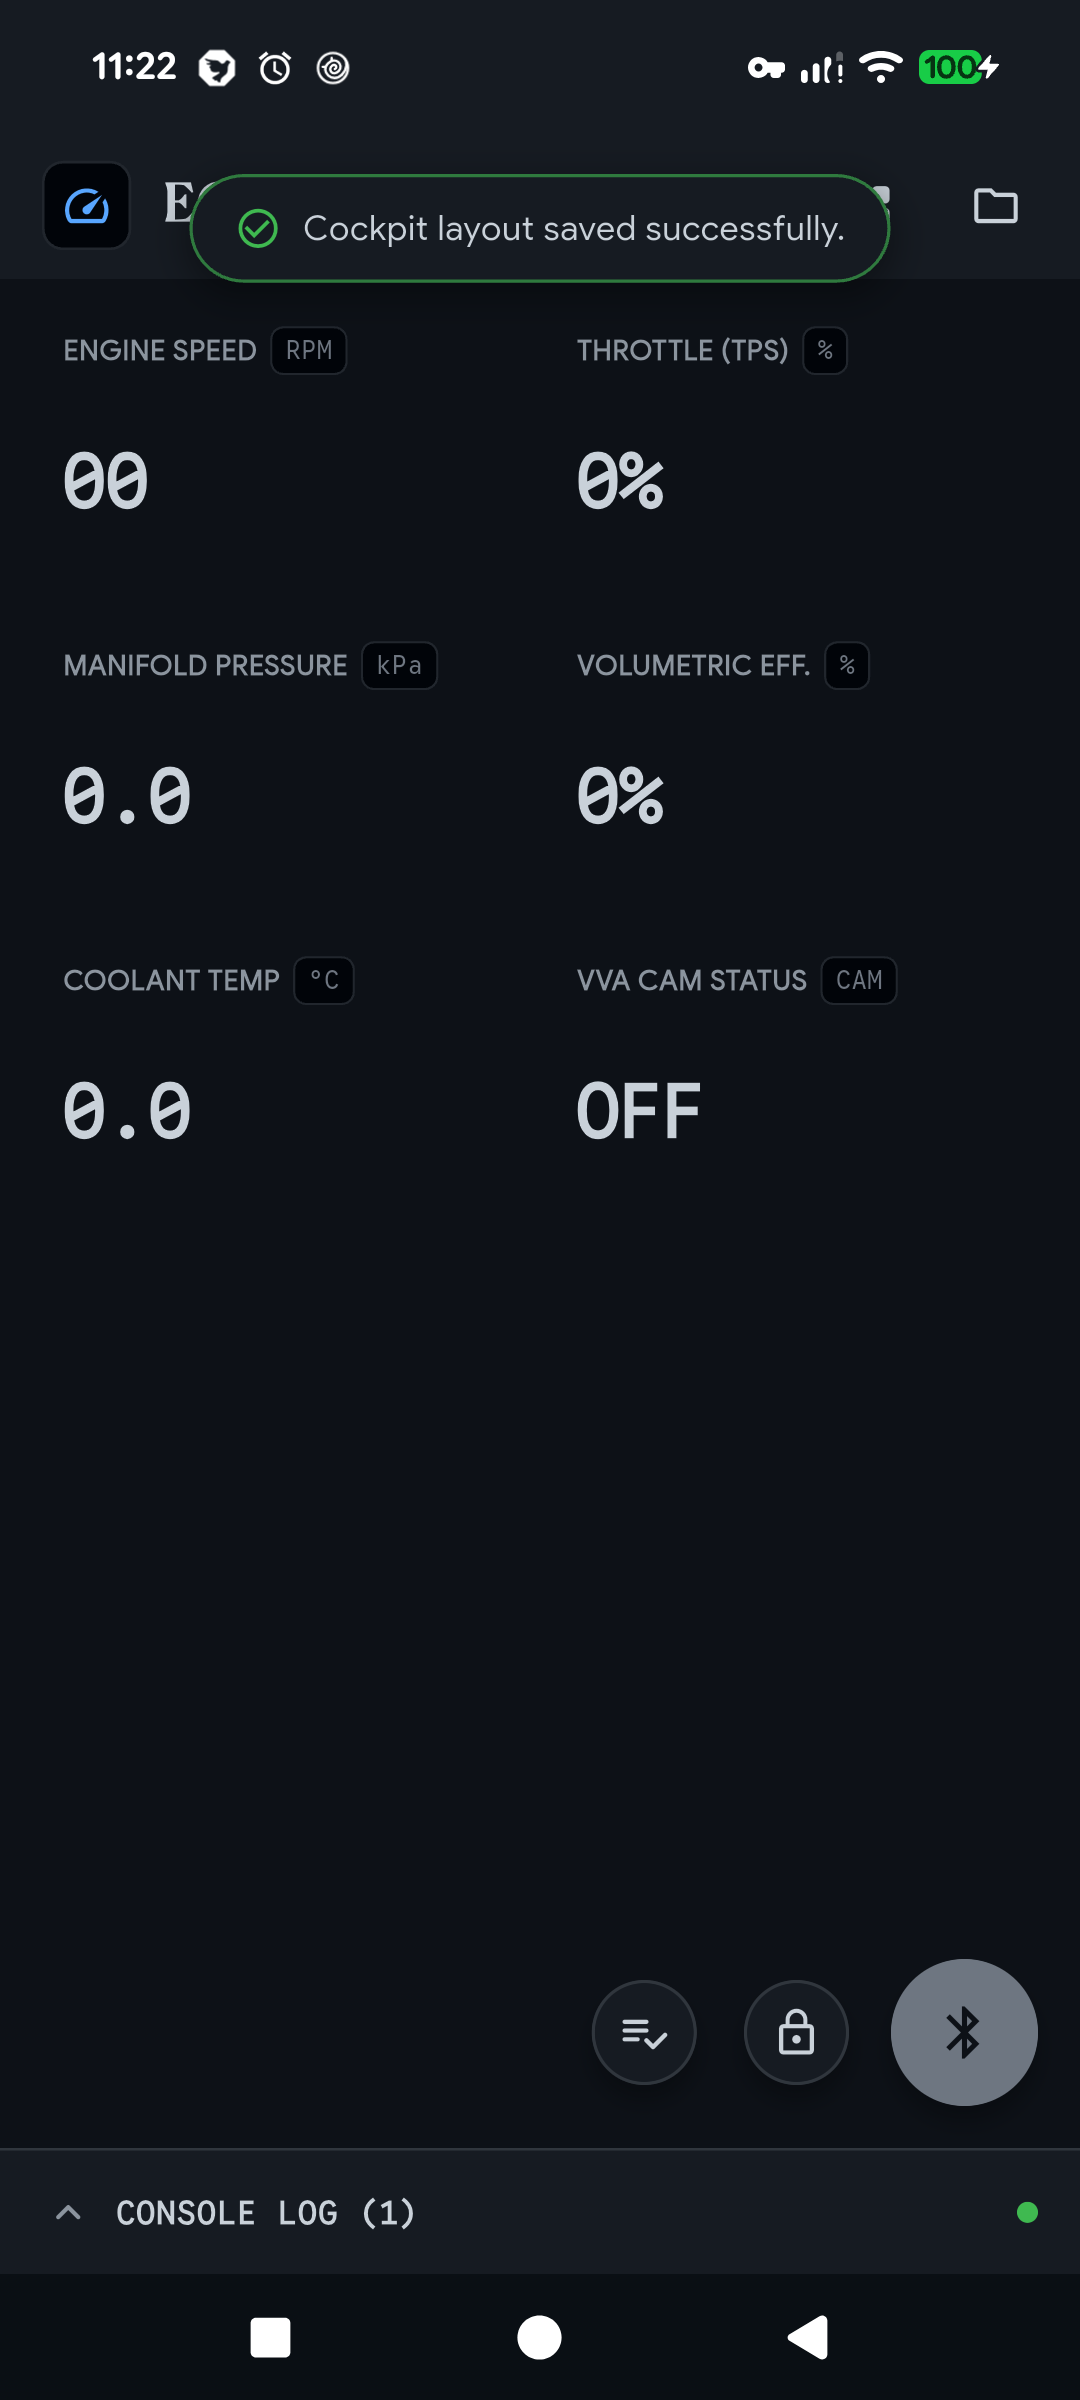 11:22
100
Cockpit layout saved successfully.
ENGINE SPEED RPM
THROTTLE (TPS) %
00
0%
MANIFOLD PRESSURE kPa
VOLUMETRIC EFF. %
0.0
0%
COOLANT TEMP °C
VVA CAM STATUS CAM
0.0
OFF
CONSOLE LOG (1)